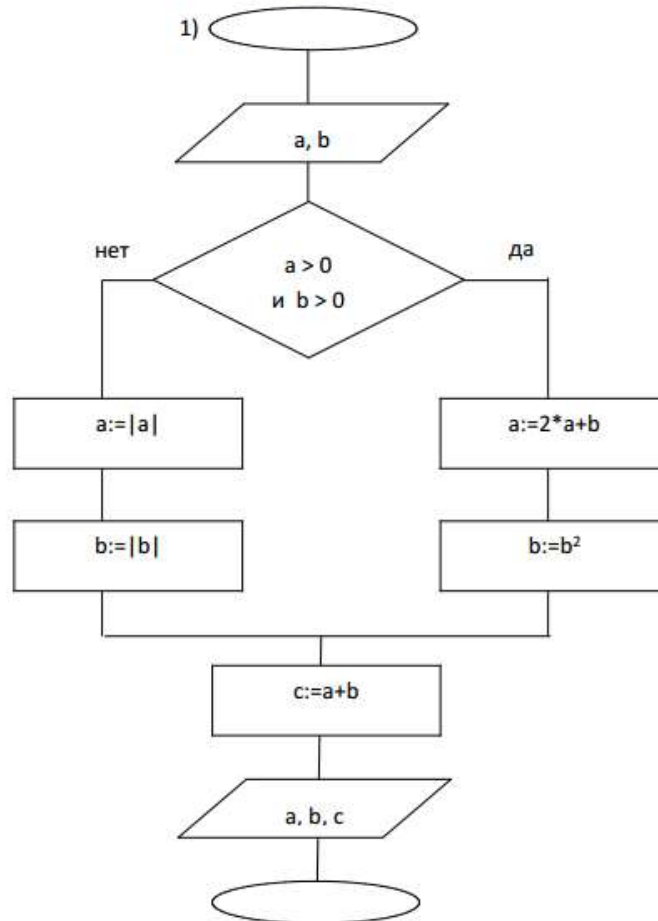 1)
a, b
нет
да
a > 0
и b > 0
a:=|a|
a:=2*a+b
b:=|b|
b:=b²
c:=a+b
a, b, c